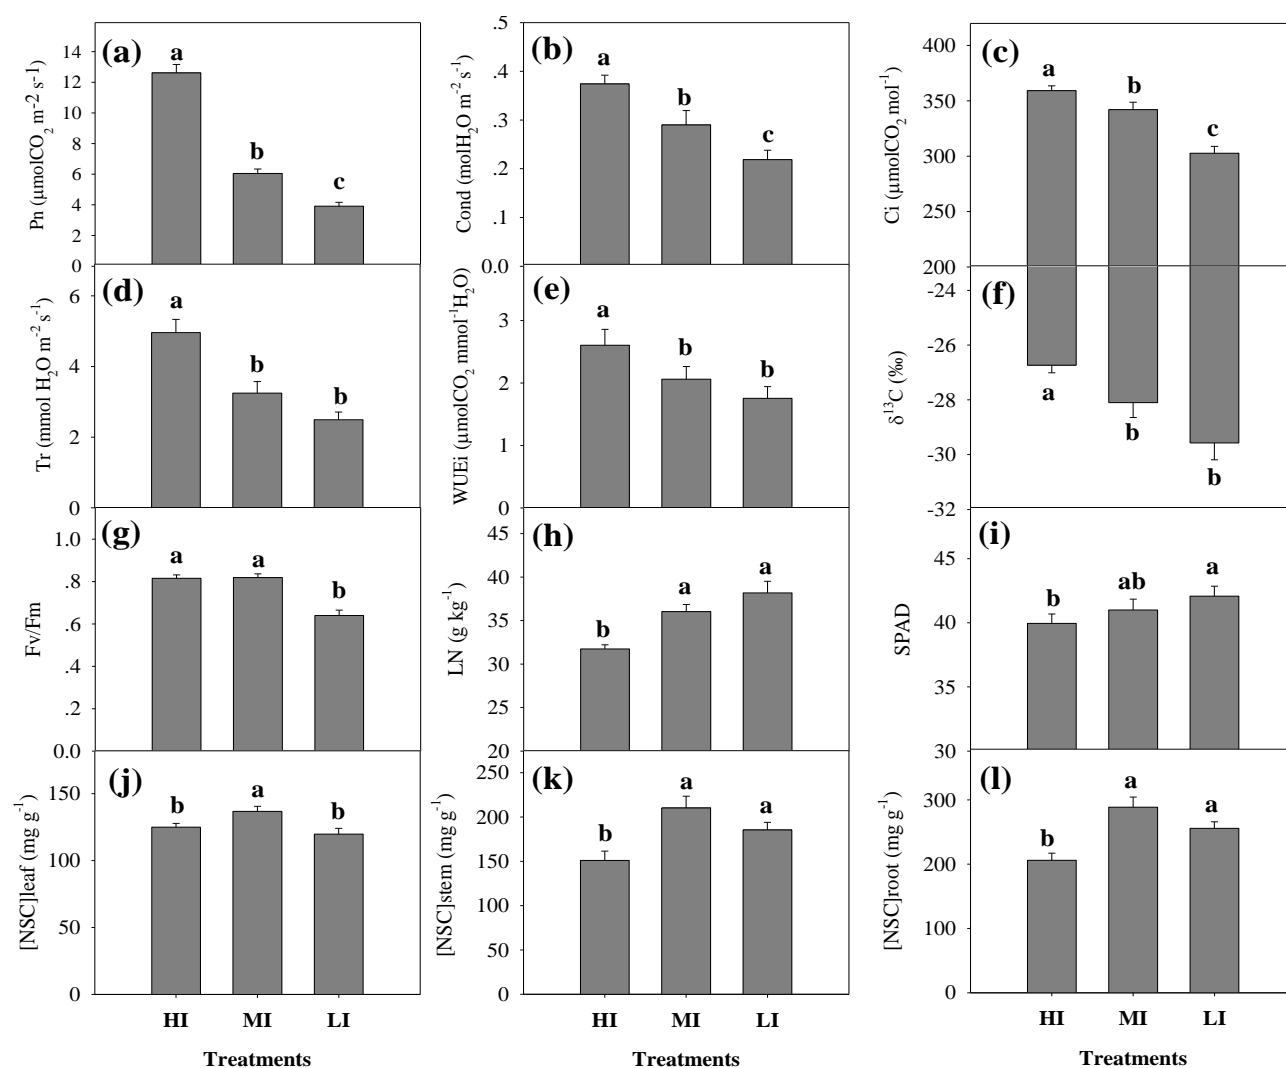 (a)
Pn (µmolCO2 m-2 s-1)
14
12
10
8
6
4
2
0
a
b
c
(b)
Cond (molH2O m-2 s-1)
.5
.4
.3
.2
.1
0.0
a
b
c
(c)
Ci (µmolCO2 mol-1)
400
350
300
250
200
a
b
c
(d)
Tr (mmol H2O m-2 s-1)
6
4
2
0
a
b
b
(e)
WUEi (µmolCO2 mmol-1H2O)
3
2
1
0
a
b
b
(f)
δ13C (‰)
-24
-26
-28
-30
-32
a
b
b
(g)
Fv/Fm
1.0
.8
.6
.4
.2
0.0
a
a
b
(h)
LN (g kg-1)
45
40
35
30
25
20
b
a
a
(i)
SPAD
45
40
35
30
b
ab
a
(j)
[NSC]leaf (mg g-1)
150
100
50
0
b
a
b
HI MI LI
Treatments
(k)
[NSC]stem (mg g-1)
250
200
150
100
50
0
b
a
a
HI MI LI
Treatments
(l)
[NSC]root (mg g-1)
300
200
100
0
b
a
a
HI MI LI
Treatments